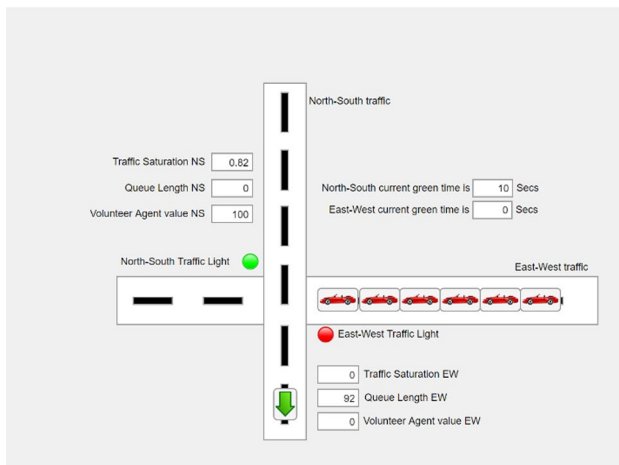 North-South traffic
Traffic Saturation NS 0.82
Queue Length NS 0
North-South current green time is 10 Secs
Volunteer Agent value NS 100
East-West current green time is 0 Secs
North-South Traffic Light
East-West traffic
East-West Traffic Light
0 Traffic Saturation EW
92 Queue Length EW
0 Volunteer Agent value EW